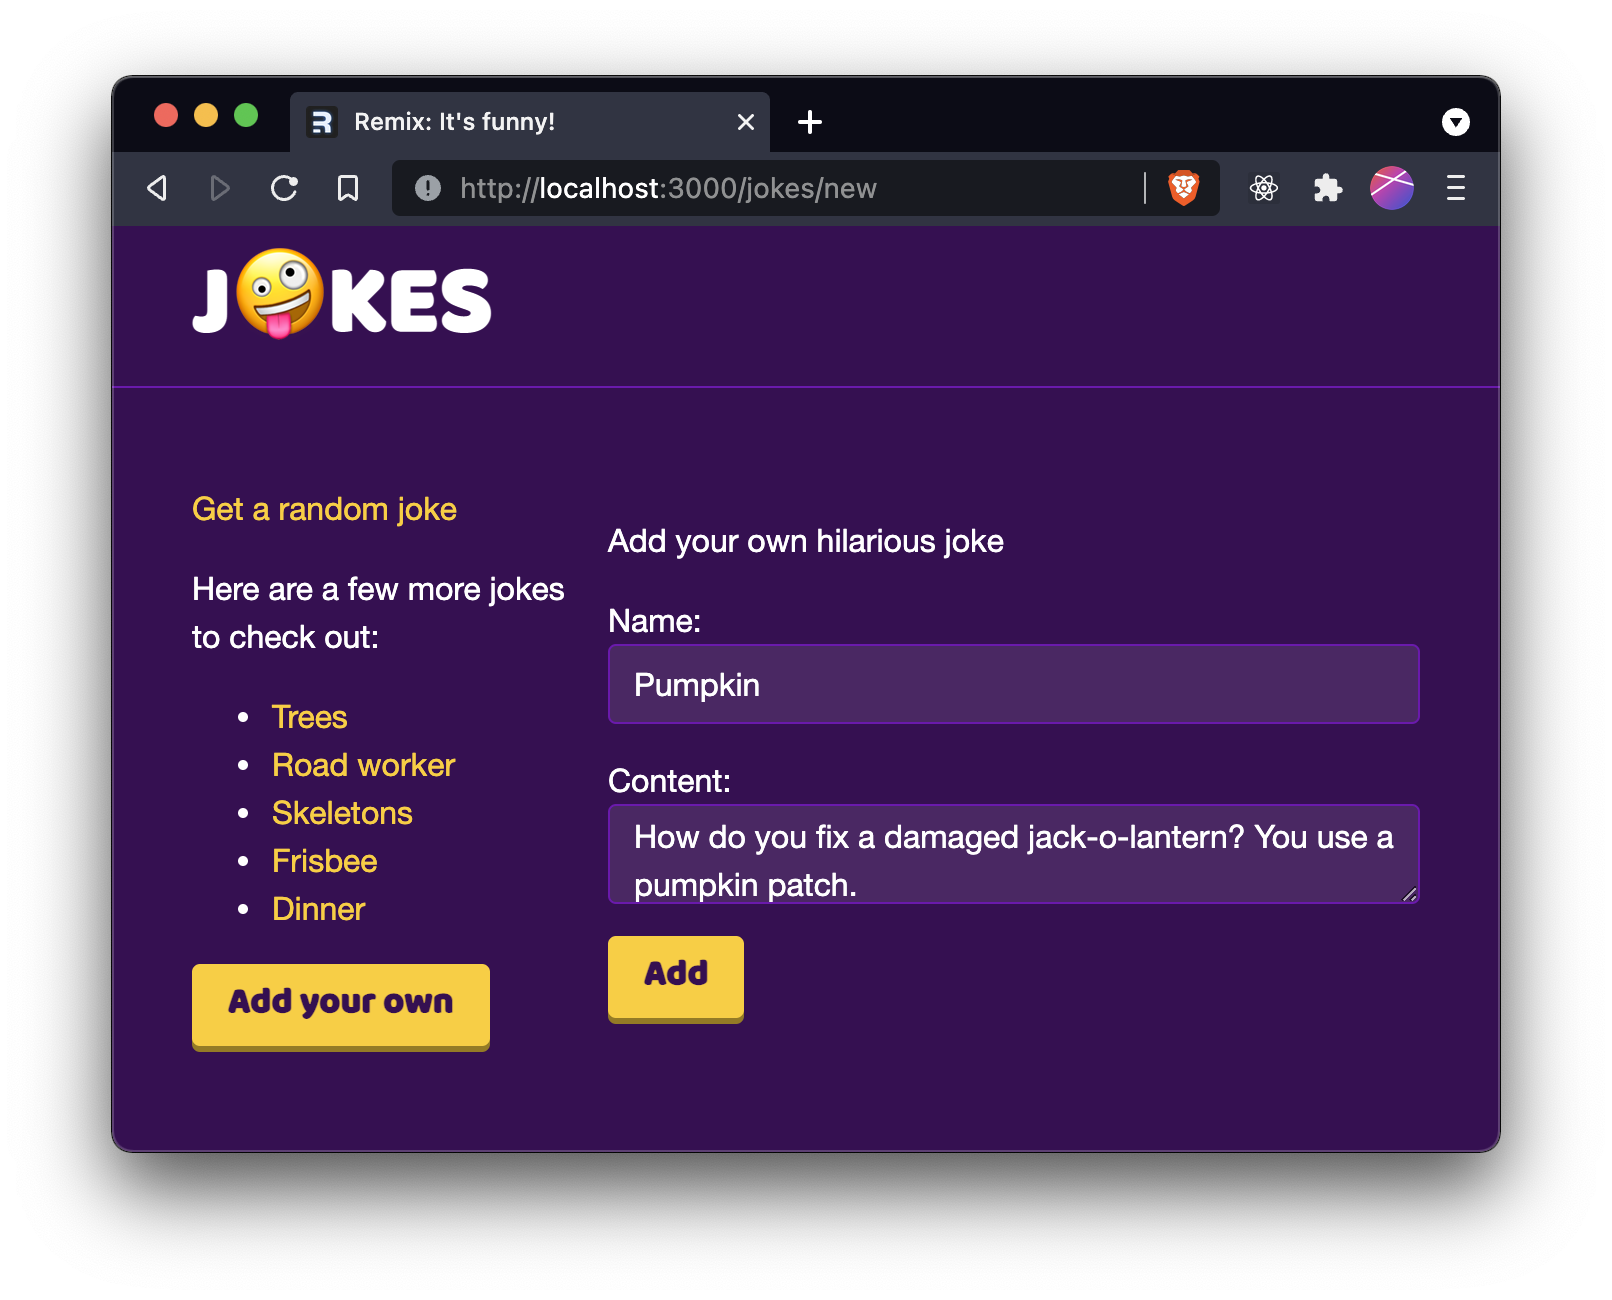 Remix: It's funny!
http://localhost:3000/jokes/new
J🤪KES
Get a random joke
Here are a few more jokes
to check out:
• Trees
• Road worker
• Skeletons
• Frisbee
• Dinner
Add your own
Add your own hilarious joke
Name:
Pumpkin
Content:
How do you fix a damaged jack-o-lantern? You use a
pumpkin patch.
Add